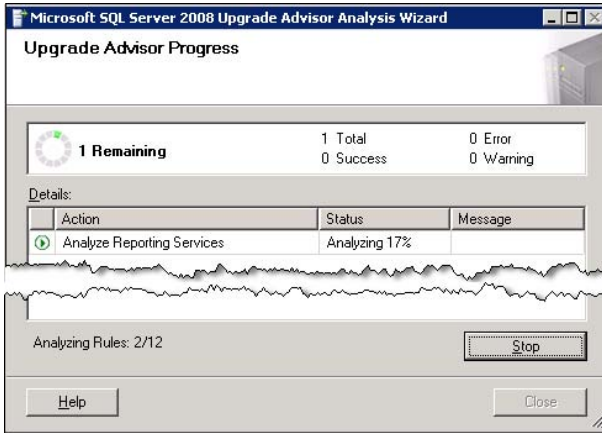 Microsoft SQL Server 2008 Upgrade Advisor Analysis Wizard
Upgrade Advisor Progress
1 Remaining
1 Total
0 Error
0 Success
0 Warning
Details:
Action Status Message
Analyze Reporting Services Analyzing 17%
Analyzing Rules: 2/12
Stop
Help
Close